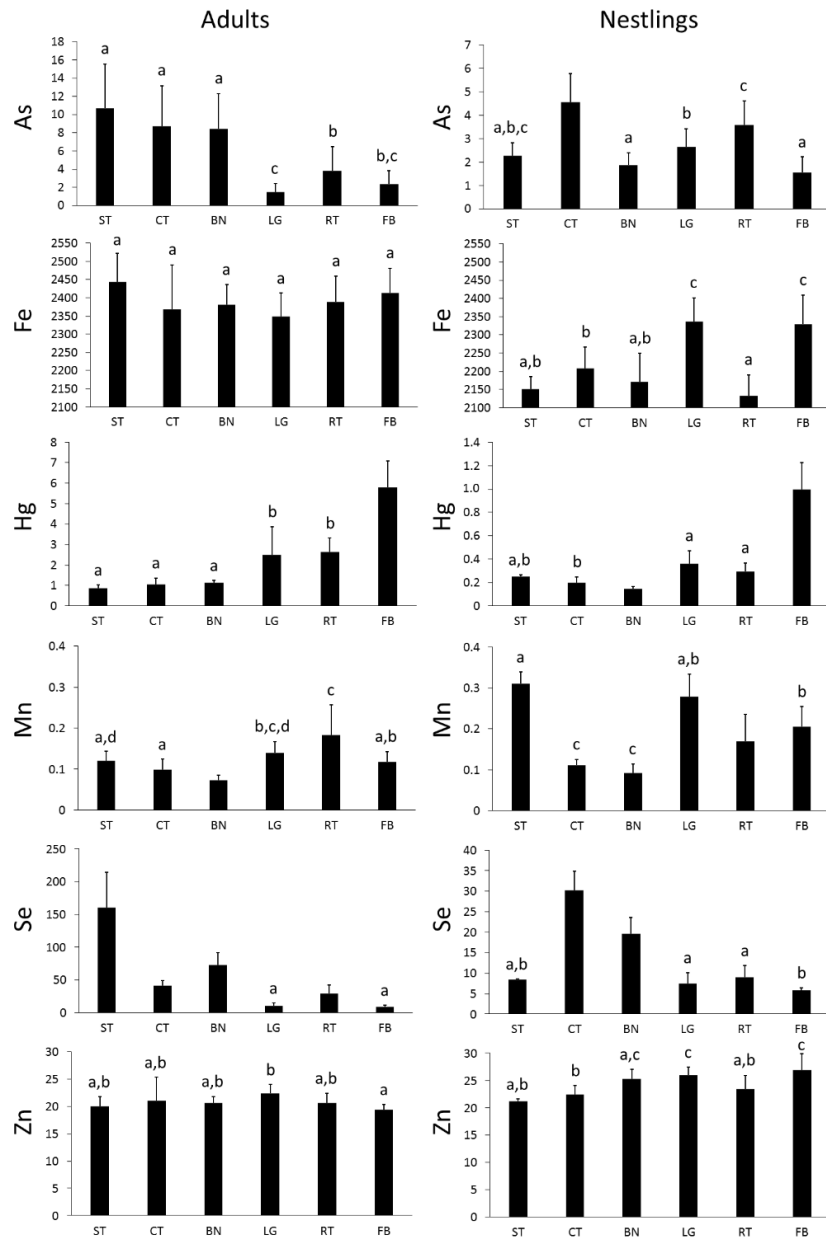 Adults Nestlings
As
18
16
14
12
10
8
6
4
2
0
a a a c b b,c
ST CT BN LG RT FB
As
7
6
5
4
3
2
1
0
a,b,c a b c a
ST CT BN LG RT FB
Fe
2550
2500
2450
2400
2350
2300
2250
2200
2150
2100
a a a a a a
ST CT BN LG RT FB
Fe
2550
2500
2450
2400
2350
2300
2250
2200
2150
2100
a,b b a,b c a c
ST CT BN LG RT FB
Hg
8
7
6
5
4
3
2
1
0
a a a b b
ST CT BN LG RT FB
Hg
1.4
1.2
1.0
0.8
0.6
0.4
0.2
0
a,b b a a
ST CT BN LG RT FB
Mn
0.4
0.3
0.2
0.1
0
a,d a b,c,d c a,b
ST CT BN LG RT FB
Mn
0.4
0.3
0.2
0.1
0
a c c a,b b
ST CT BN LG RT FB
Se
250
200
150
100
50
0
a a
ST CT BN LG RT FB
Se
40
35
30
25
20
15
10
5
0
a,b a a b
ST CT BN LG RT FB
Zn
30
25
20
15
10
5
0
a,b a,b a,b b a,b a
ST CT BN LG RT FB
Zn
30
25
20
15
10
5
0
a,b b a,c c a,b c
ST CT BN LG RT FB